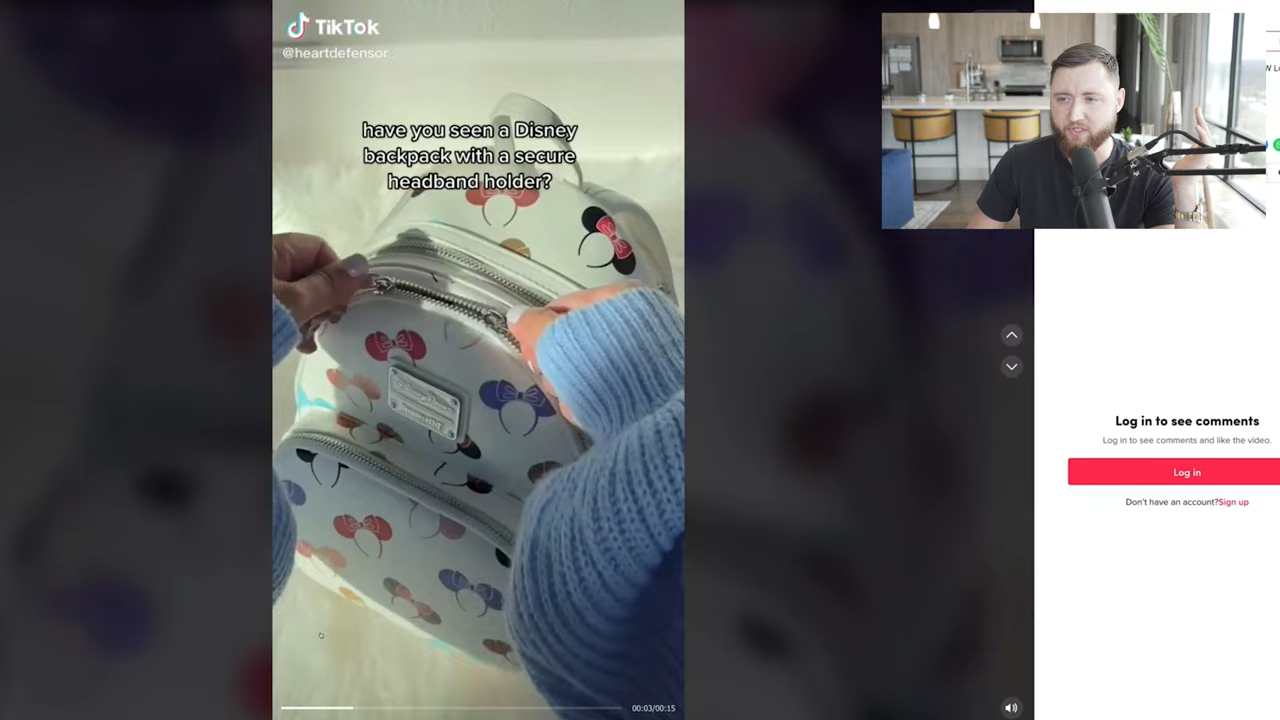 TikTok
@heartdefensor
have you seen a Disney
backpack with a secure
headband holder?
00:03/00:15
Log in to see comments
Log in to see comments and like the video.
Log in
Don't have an account?Sign up